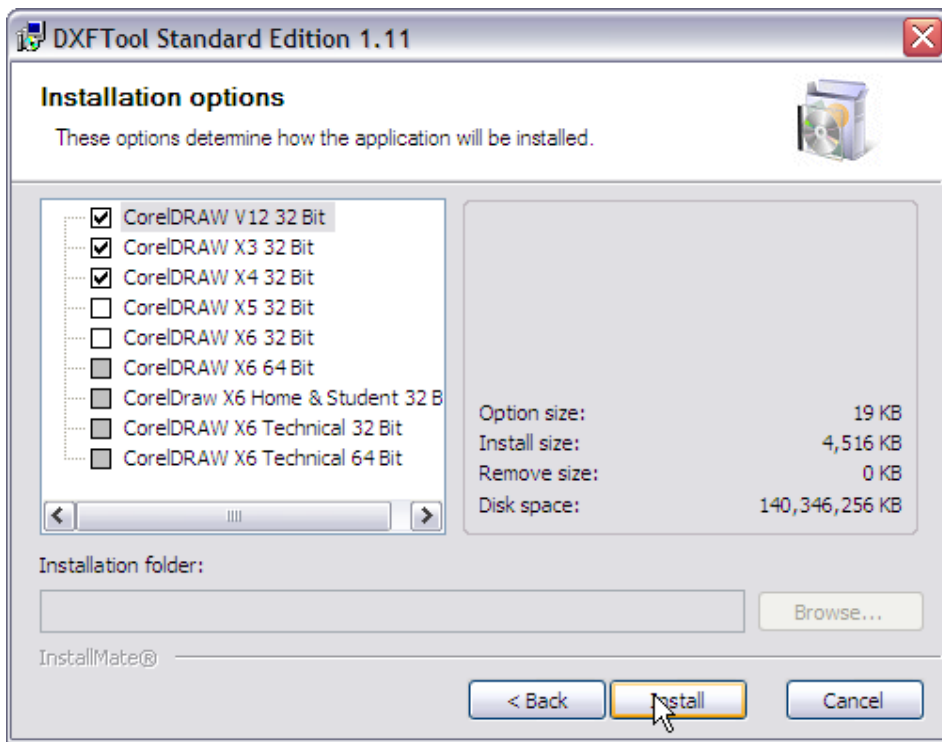 DXFTool Standard Edition 1.11
Installation options
These options determine how the application will be installed.
CorelDRAW V12 32 Bit
CorelDRAW X3 32 Bit
CorelDRAW X4 32 Bit
CorelDRAW X5 32 Bit
CorelDRAW X6 32 Bit
CorelDRAW X6 64 Bit
CorelDraw X6 Home & Student 32 B
CorelDRAW X6 Technical 32 Bit
CorelDRAW X6 Technical 64 Bit
Option size: 19 KB
Install size: 4,516 KB
Remove size: 0 KB
Disk space: 140,346,256 KB
Installation folder:
Browse...
InstallMate®
< Back Install Cancel